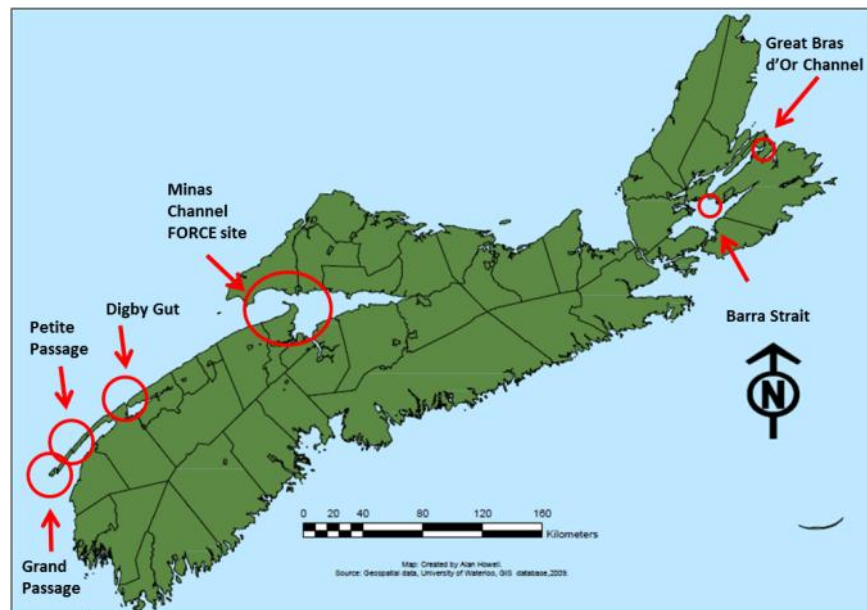 Great Bras
d'Or Channel
Minas
Channel
FORCE site
Digby Gut
Petite
Passage
Barra Strait
N
0 20 40 80 120 160
Kilometers
Grand
Passage
Map: Created by Alan Howell.
Source: Geospatial data, University of Waterloo, GIS database,2009.